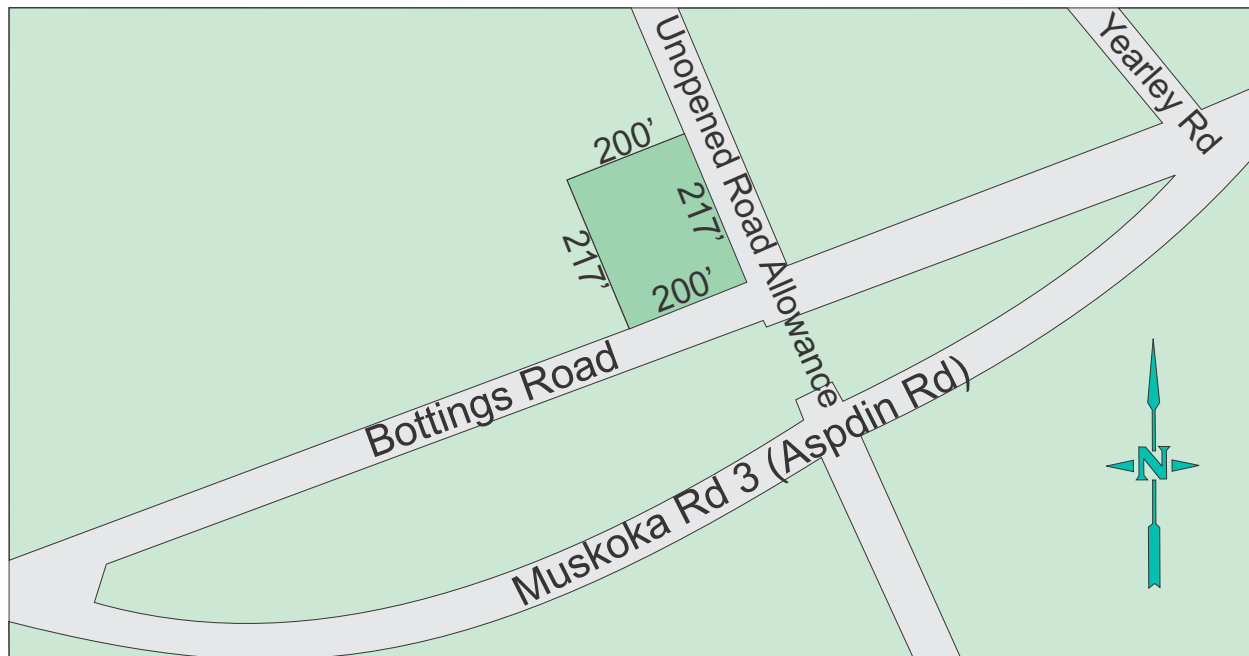 Unopened Road Allowance
Yearley Rd
200’
217’
217’
200’
Bottings Road
Muskoka Rd 3 (Aspdin Rd)
N